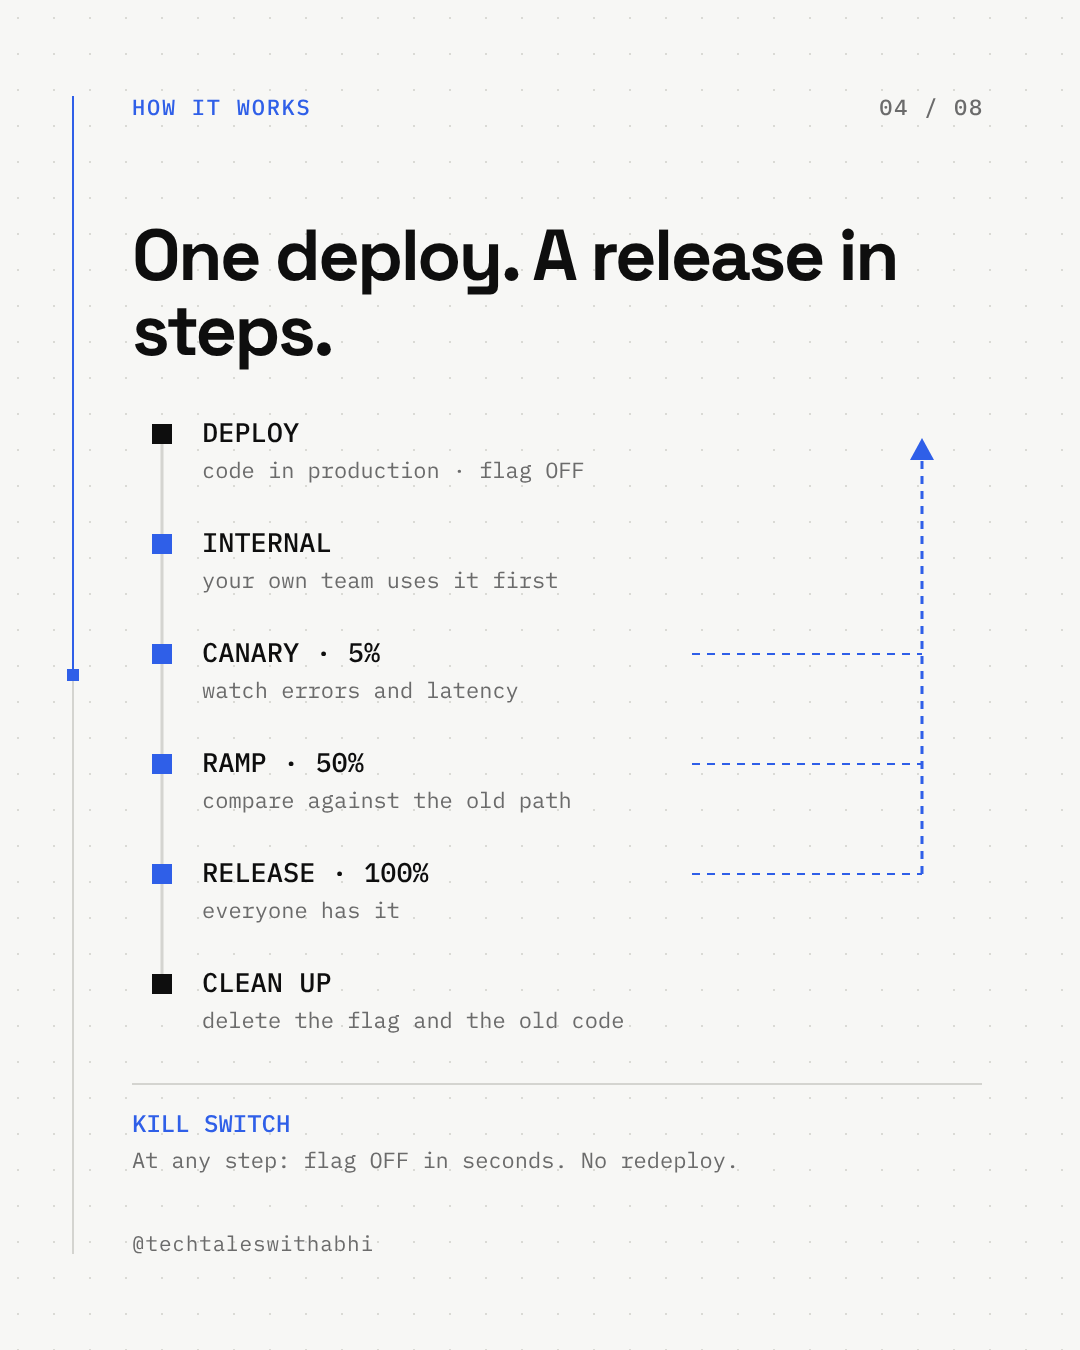 HOW IT WORKS
04 / 08
One deploy. A release in
steps.
DEPLOY
code in production · flag OFF
INTERNAL
your own team uses it first
CANARY · 5%
watch errors and latency
RAMP · 50%
compare against the old path
RELEASE · 100%
everyone has it
CLEAN UP
delete the flag and the old code
KILL SWITCH
At any step: flag OFF in seconds. No redeploy.
@techtaleswithabhi